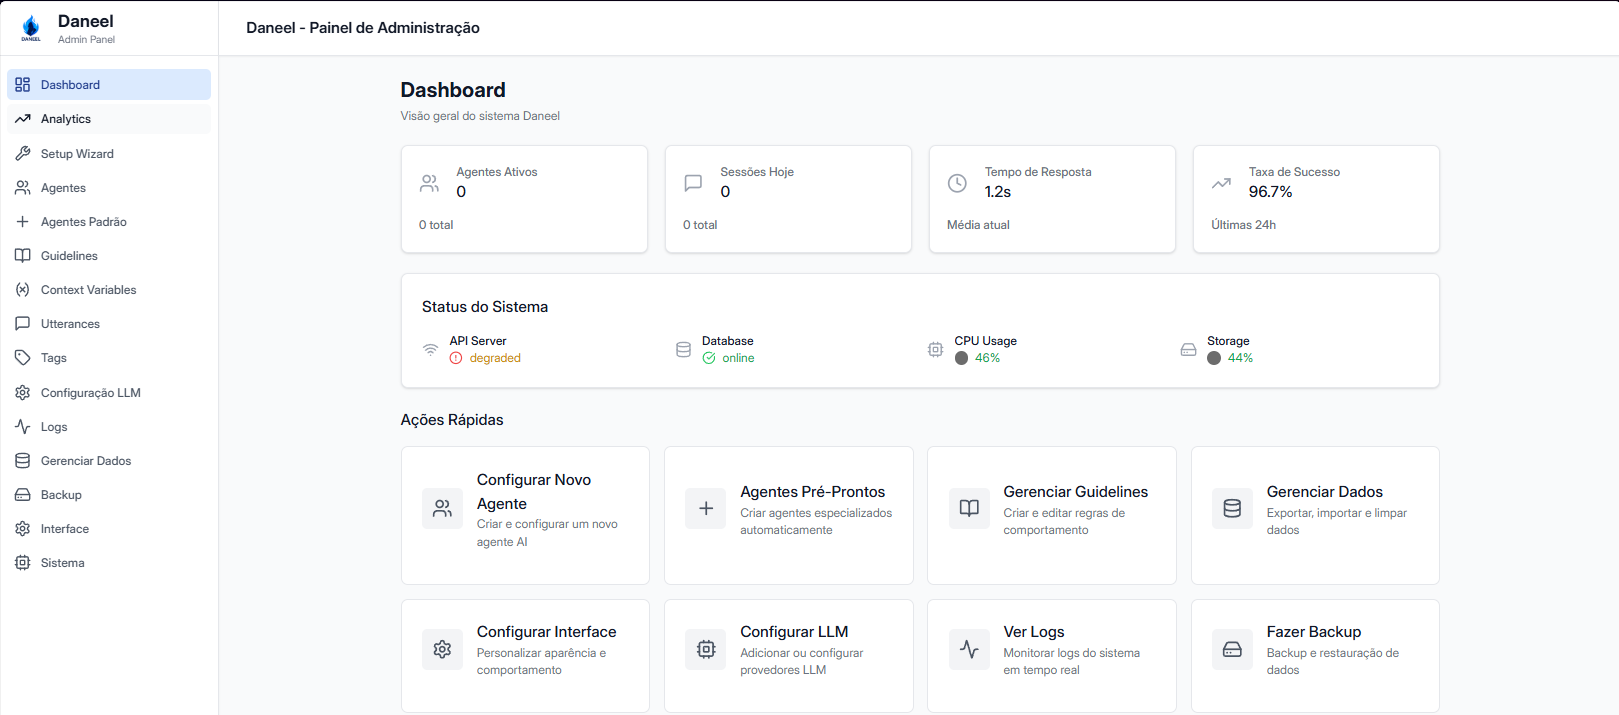 Daneel
Admin Panel
DANEEL
Daneel - Painel de Administração
Dashboard
Analytics
Setup Wizard
Agentes
Agentes Padrão
Guidelines
Context Variables
Utterances
Tags
Configuração LLM
Logs
Gerenciar Dados
Backup
Interface
Sistema
Dashboard
Visão geral do sistema Daneel
Agentes Ativos
0
0 total
Sessões Hoje
0
0 total
Tempo de Resposta
1.2s
Média atual
Taxa de Sucesso
96.7%
Últimas 24h
Status do Sistema
API Server
degraded
Database
online
CPU Usage
46%
Storage
44%
Ações Rápidas
Configurar Novo
Agente
Criar e configurar um novo
agente AI
Agentes Pré-Prontos
Criar agentes especializados
automaticamente
Gerenciar Guidelines
Criar e editar regras de
comportamento
Gerenciar Dados
Exportar, importar e limpar
dados
Configurar Interface
Personalizar aparência e
comportamento
Configurar LLM
Adicionar ou configurar
provedores LLM
Ver Logs
Monitorar logs do sistema
em tempo real
Fazer Backup
Backup e restauração de
dados